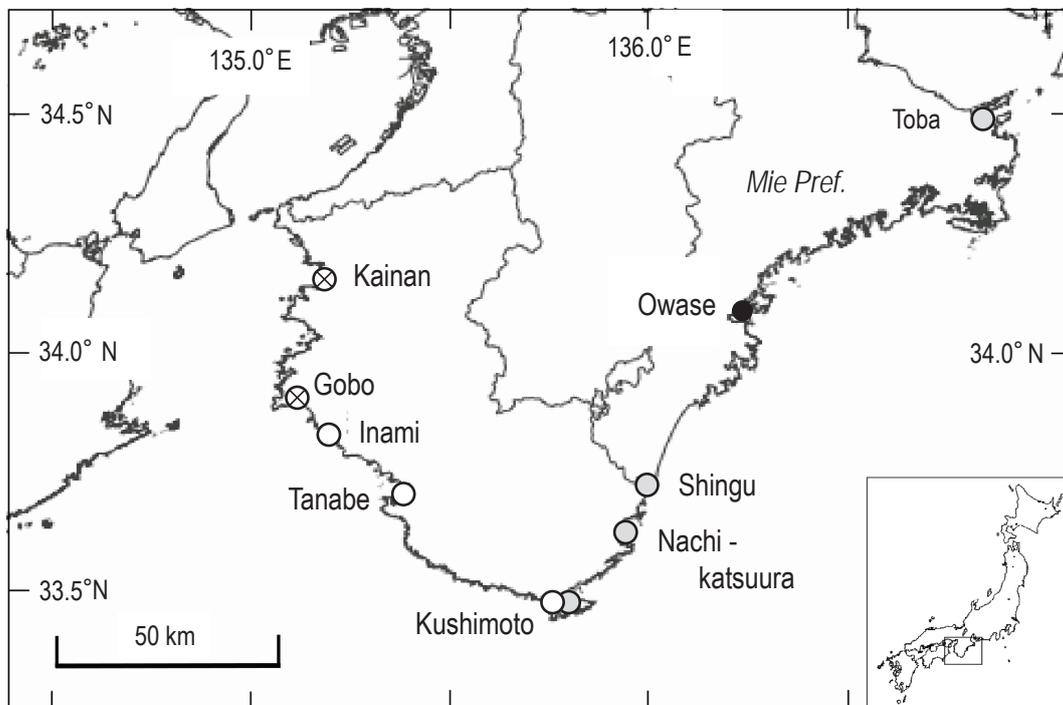 135.0˚E
136.0˚E
34.5˚N
Toba
Mie Pref.
Kainan
Owase
34.0˚ N
34.0˚N
Gobo
Inami
Tanabe
Shingu
Nachi -
katsuura
33.5˚N
Kushimoto
50 km